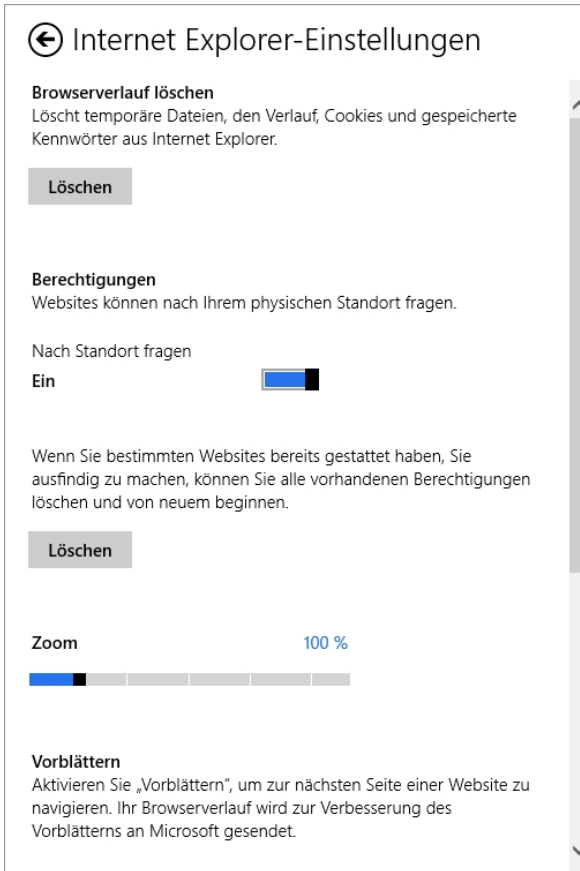 Internet Explorer-Einstellungen
Browserverlauf löschen
Löscht temporäre Dateien, den Verlauf, Cookies und gespeicherte
Kennwörter aus Internet Explorer.
Löschen
Berechtigungen
Websites können nach Ihrem physischen Standort fragen.
Nach Standort fragen
Ein
Wenn Sie bestimmten Websites bereits gestattet haben, Sie
ausfindig zu machen, können Sie alle vorhandenen Berechtigungen
löschen und von neuem beginnen.
Löschen
Zoom 100 %
Vorblättern
Aktivieren Sie „Vorblättern“, um zur nächsten Seite einer Website zu
navigieren. Ihr Browserverlauf wird zur Verbesserung des
Vorblätterns an Microsoft gesendet.